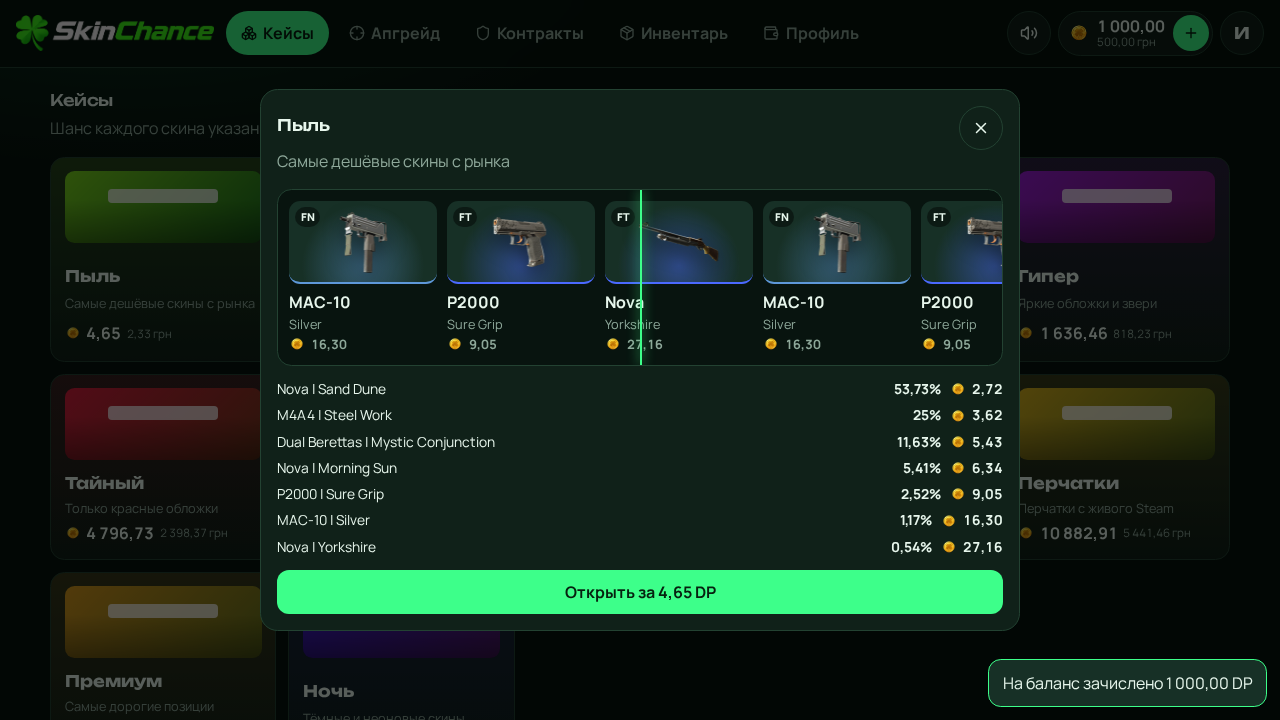 SkinChance
Кейсы
Апгрейд
Контракты
Инвентарь
Профиль
1 000,00
500,00 грн
+
И
Кейсы
Шанс каждого скина указан
Пыль
Самые дешёвые скины с рынка
FN
FT
FT
FN
FT
MAC-10
P2000
Nova
MAC-10
P2000
Silver
Sure Grip
Yorkshire
Silver
Sure Grip
16,30
9,05
27,16
16,30
9,05
Nova | Sand Dune 53,73% 2,72
M4A4 | Steel Work 25% 3,62
Dual Berettas | Mystic Conjunction 11,63% 5,43
Nova | Morning Sun 5,41% 6,34
P2000 | Sure Grip 2,52% 9,05
MAC-10 | Silver 1,17% 16,30
Nova | Yorkshire 0,54% 27,16
Открыть за 4,65 DP
Пыль
Самые дешёвые скины с рынка
4,65 2,33 грн
Гипер
Яркие обложки и звери
1 636,46 818,23 грн
Тайный
Только красные обложки
4 796,73 2 398,37 грн
Перчатки
Перчатки с живого Steam
10 882,91 5 441,46 грн
Премиум
Самые дорогие позиции
Ночь
Тёмные и неоновые скины
На баланс зачислено 1 000,00 DP